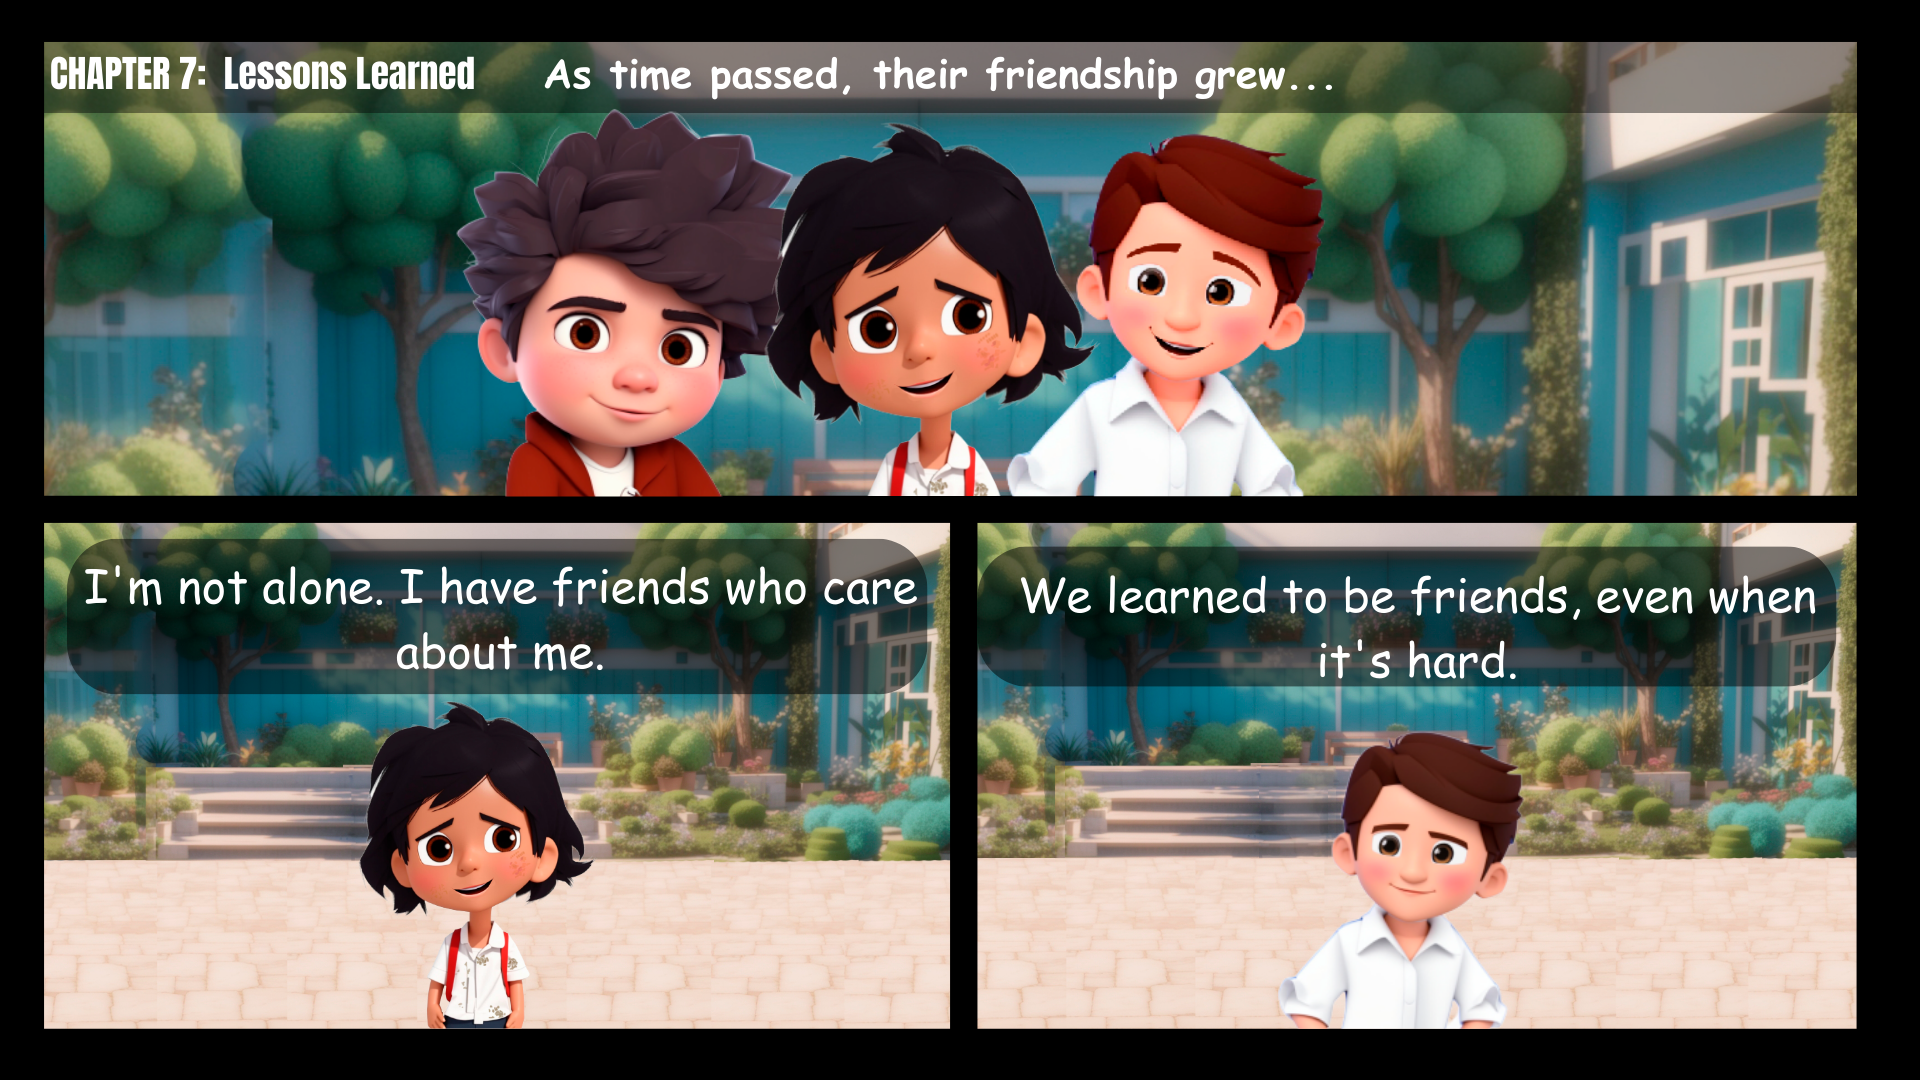 CHAPTER 7: Lessons Learned
As time passed, their friendship grew...
I'm not alone. I have friends who care
about me.
We learned to be friends, even when
it's hard.